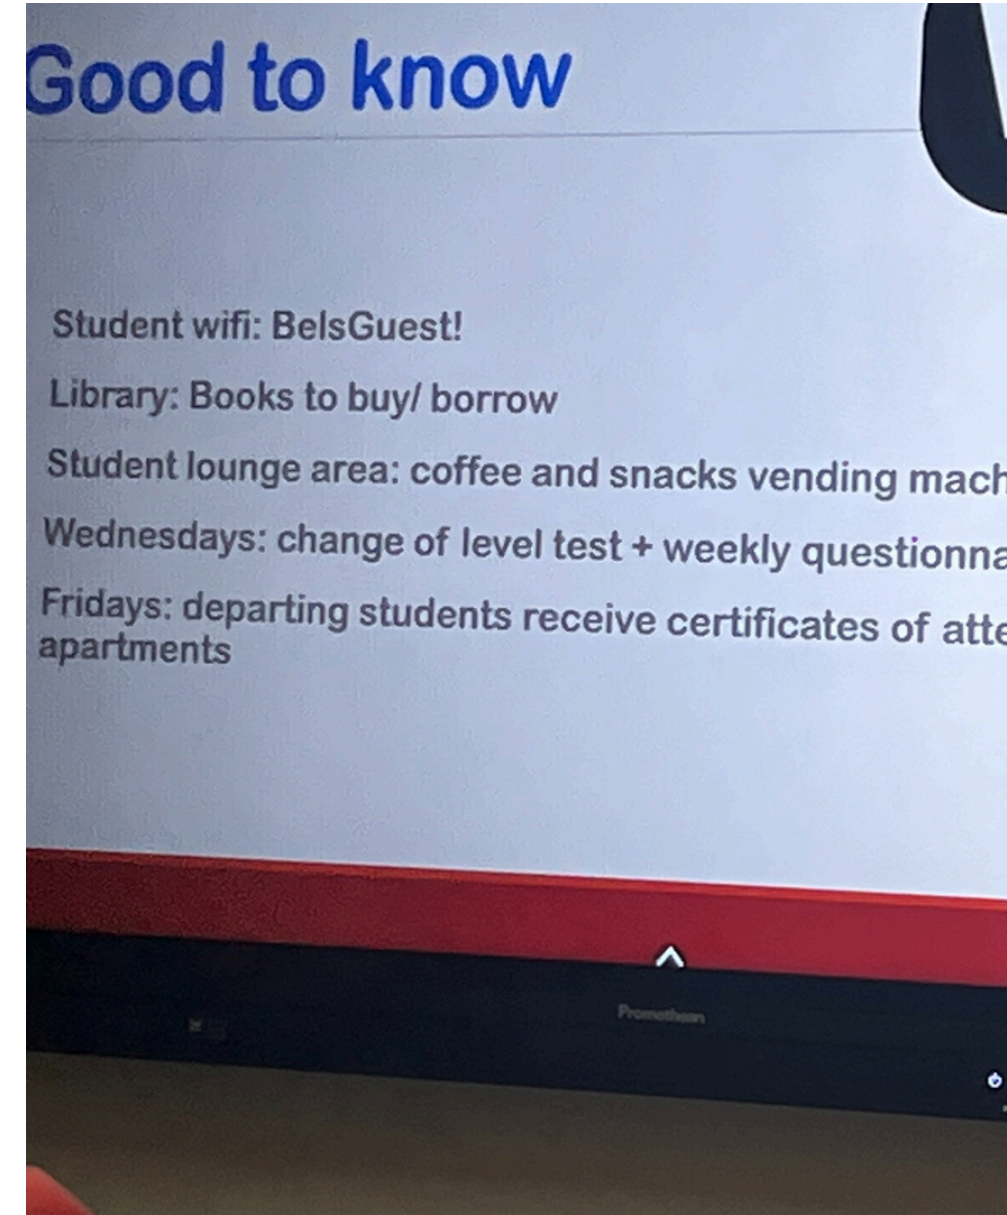 Good to know
Student wifi: BelsGuest!
Library: Books to buy/ borrow
Student lounge area: coffee and snacks vending mach
Wednesdays: change of level test + weekly questionna
Fridays: departing students receive certificates of atte
apartments
Promethean